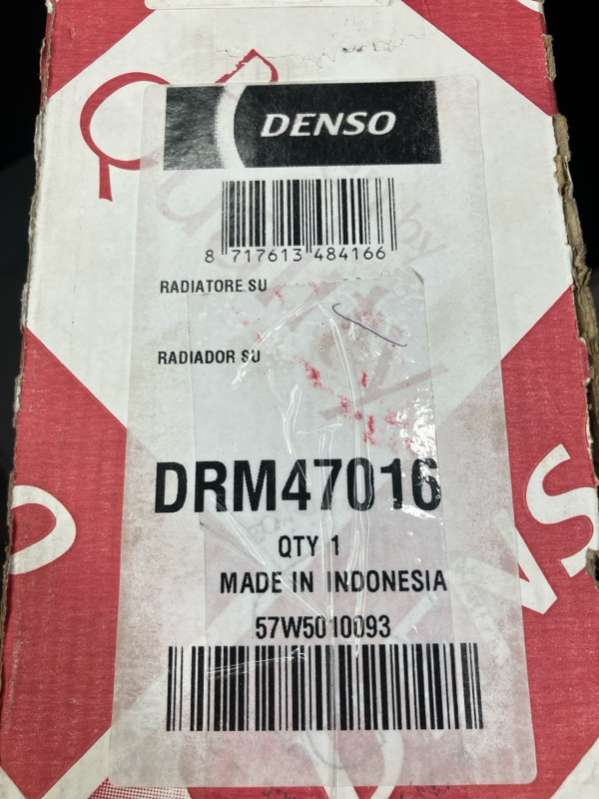 DENSO
8 717613 484166
RADIATORE SU
RADIADOR SU
DRM47016
QTY 1
MADE IN INDONESIA
57W5010093